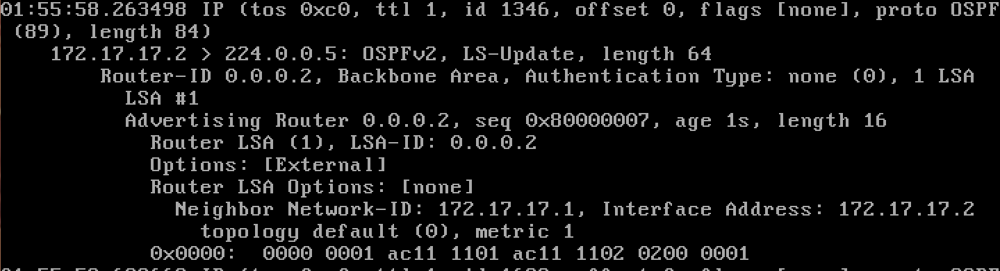 01:55:58.263498 IP (tos 0xc0, ttl 1, id 1346, offset 0, flags [none], proto OSPF
(89), length 84)
172.17.17.2 > 224.0.0.5: OSPFv2, LS-Update, length 64
Router-ID 0.0.0.2, Backbone Area, Authentication Type: none (0), 1 LSA
LSA #1
Advertising Router 0.0.0.2, seq 0x80000007, age 1s, length 16
Router LSA (1), LSA-ID: 0.0.0.2
Options: [External]
Router LSA Options: [none]
Neighbor Network-ID: 172.17.17.1, Interface Address: 172.17.17.2
topology default (0), metric 1
0x0000:  0000 0001 ac11 1101 ac11 1102 0200 0001